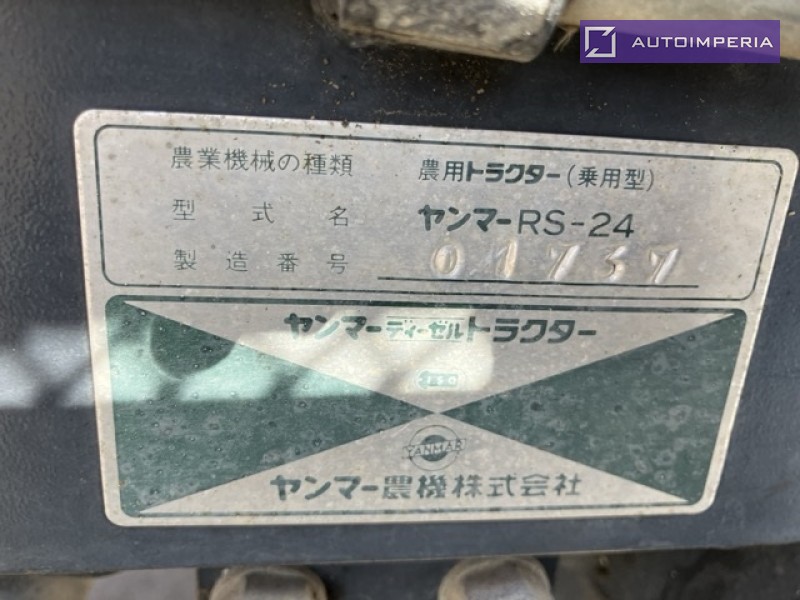 AUTOIMPERIA
農業機械の種類 農用トラクター(乗用型)
型式名 ヤンマーRS-24
製造番号 01737
ヤンマーディーゼルトラクター
YANMAR
ヤンマー農機株式会社